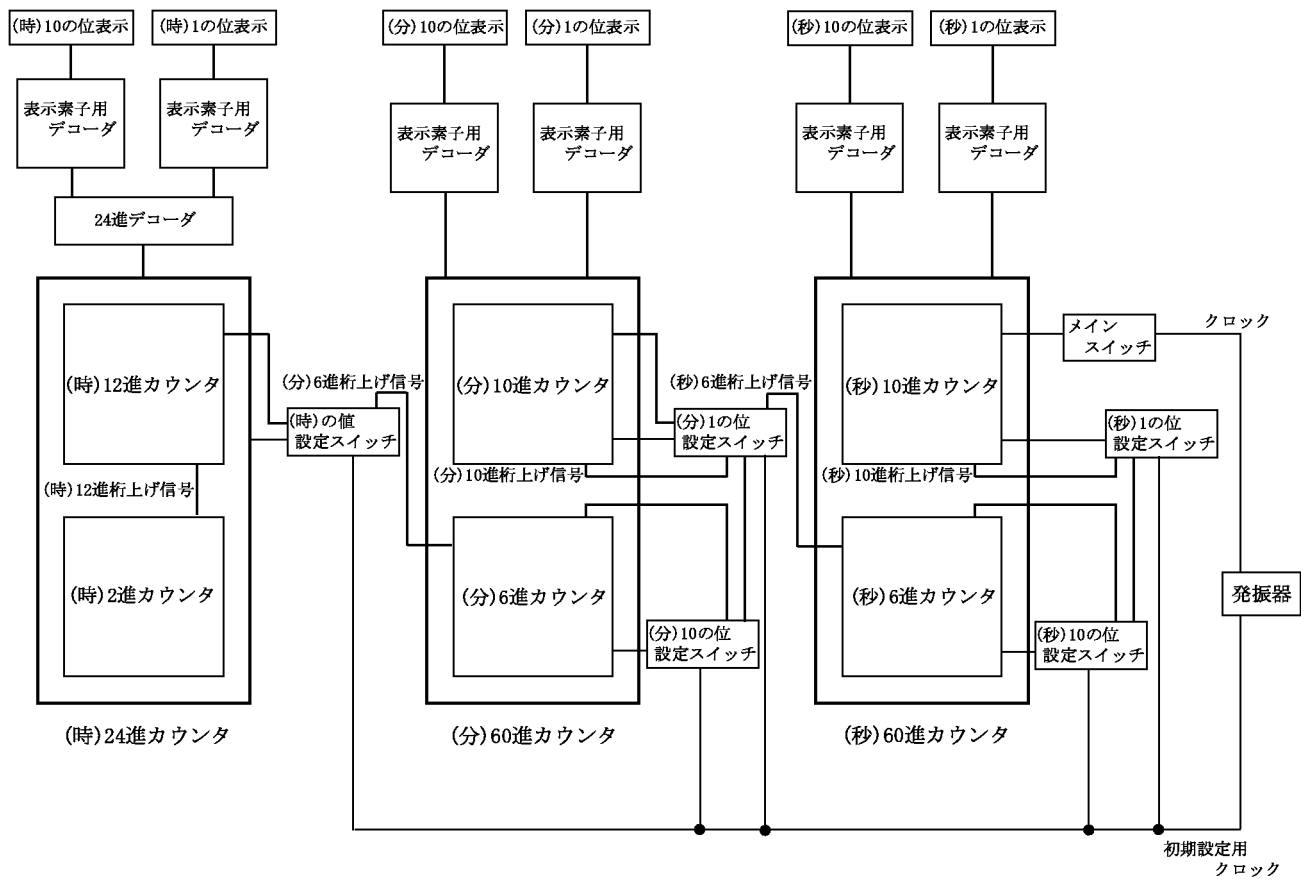 (時)10の位表示
(時)1の位表示
(分)10の位表示
(分)1の位表示
(秒)10の位表示
(秒)1の位表示
表示素子用
デコーダ
表示素子用
デコーダ
表示素子用
デコーダ
表示素子用
デコーダ
表示素子用
デコーダ
表示素子用
デコーダ
24進デコーダ
(時)12進カウンタ
(時)12進桁上げ信号
(時)2進カウンタ
(時)24進カウンタ
(分)6進桁上げ信号
(時)の値
設定スイッチ
(分)10進カウンタ
(分)10進桁上げ信号
(分)6進カウンタ
(分)60進カウンタ
(秒)6進桁上げ信号
(分)1の位
設定スイッチ
(分)10の位
設定スイッチ
(秒)10進カウンタ
(秒)10進桁上げ信号
(秒)6進カウンタ
(秒)60進カウンタ
メイン
スイッチ
クロック
(秒)1の位
設定スイッチ
(秒)10の位
設定スイッチ
発振器
初期設定用
クロック